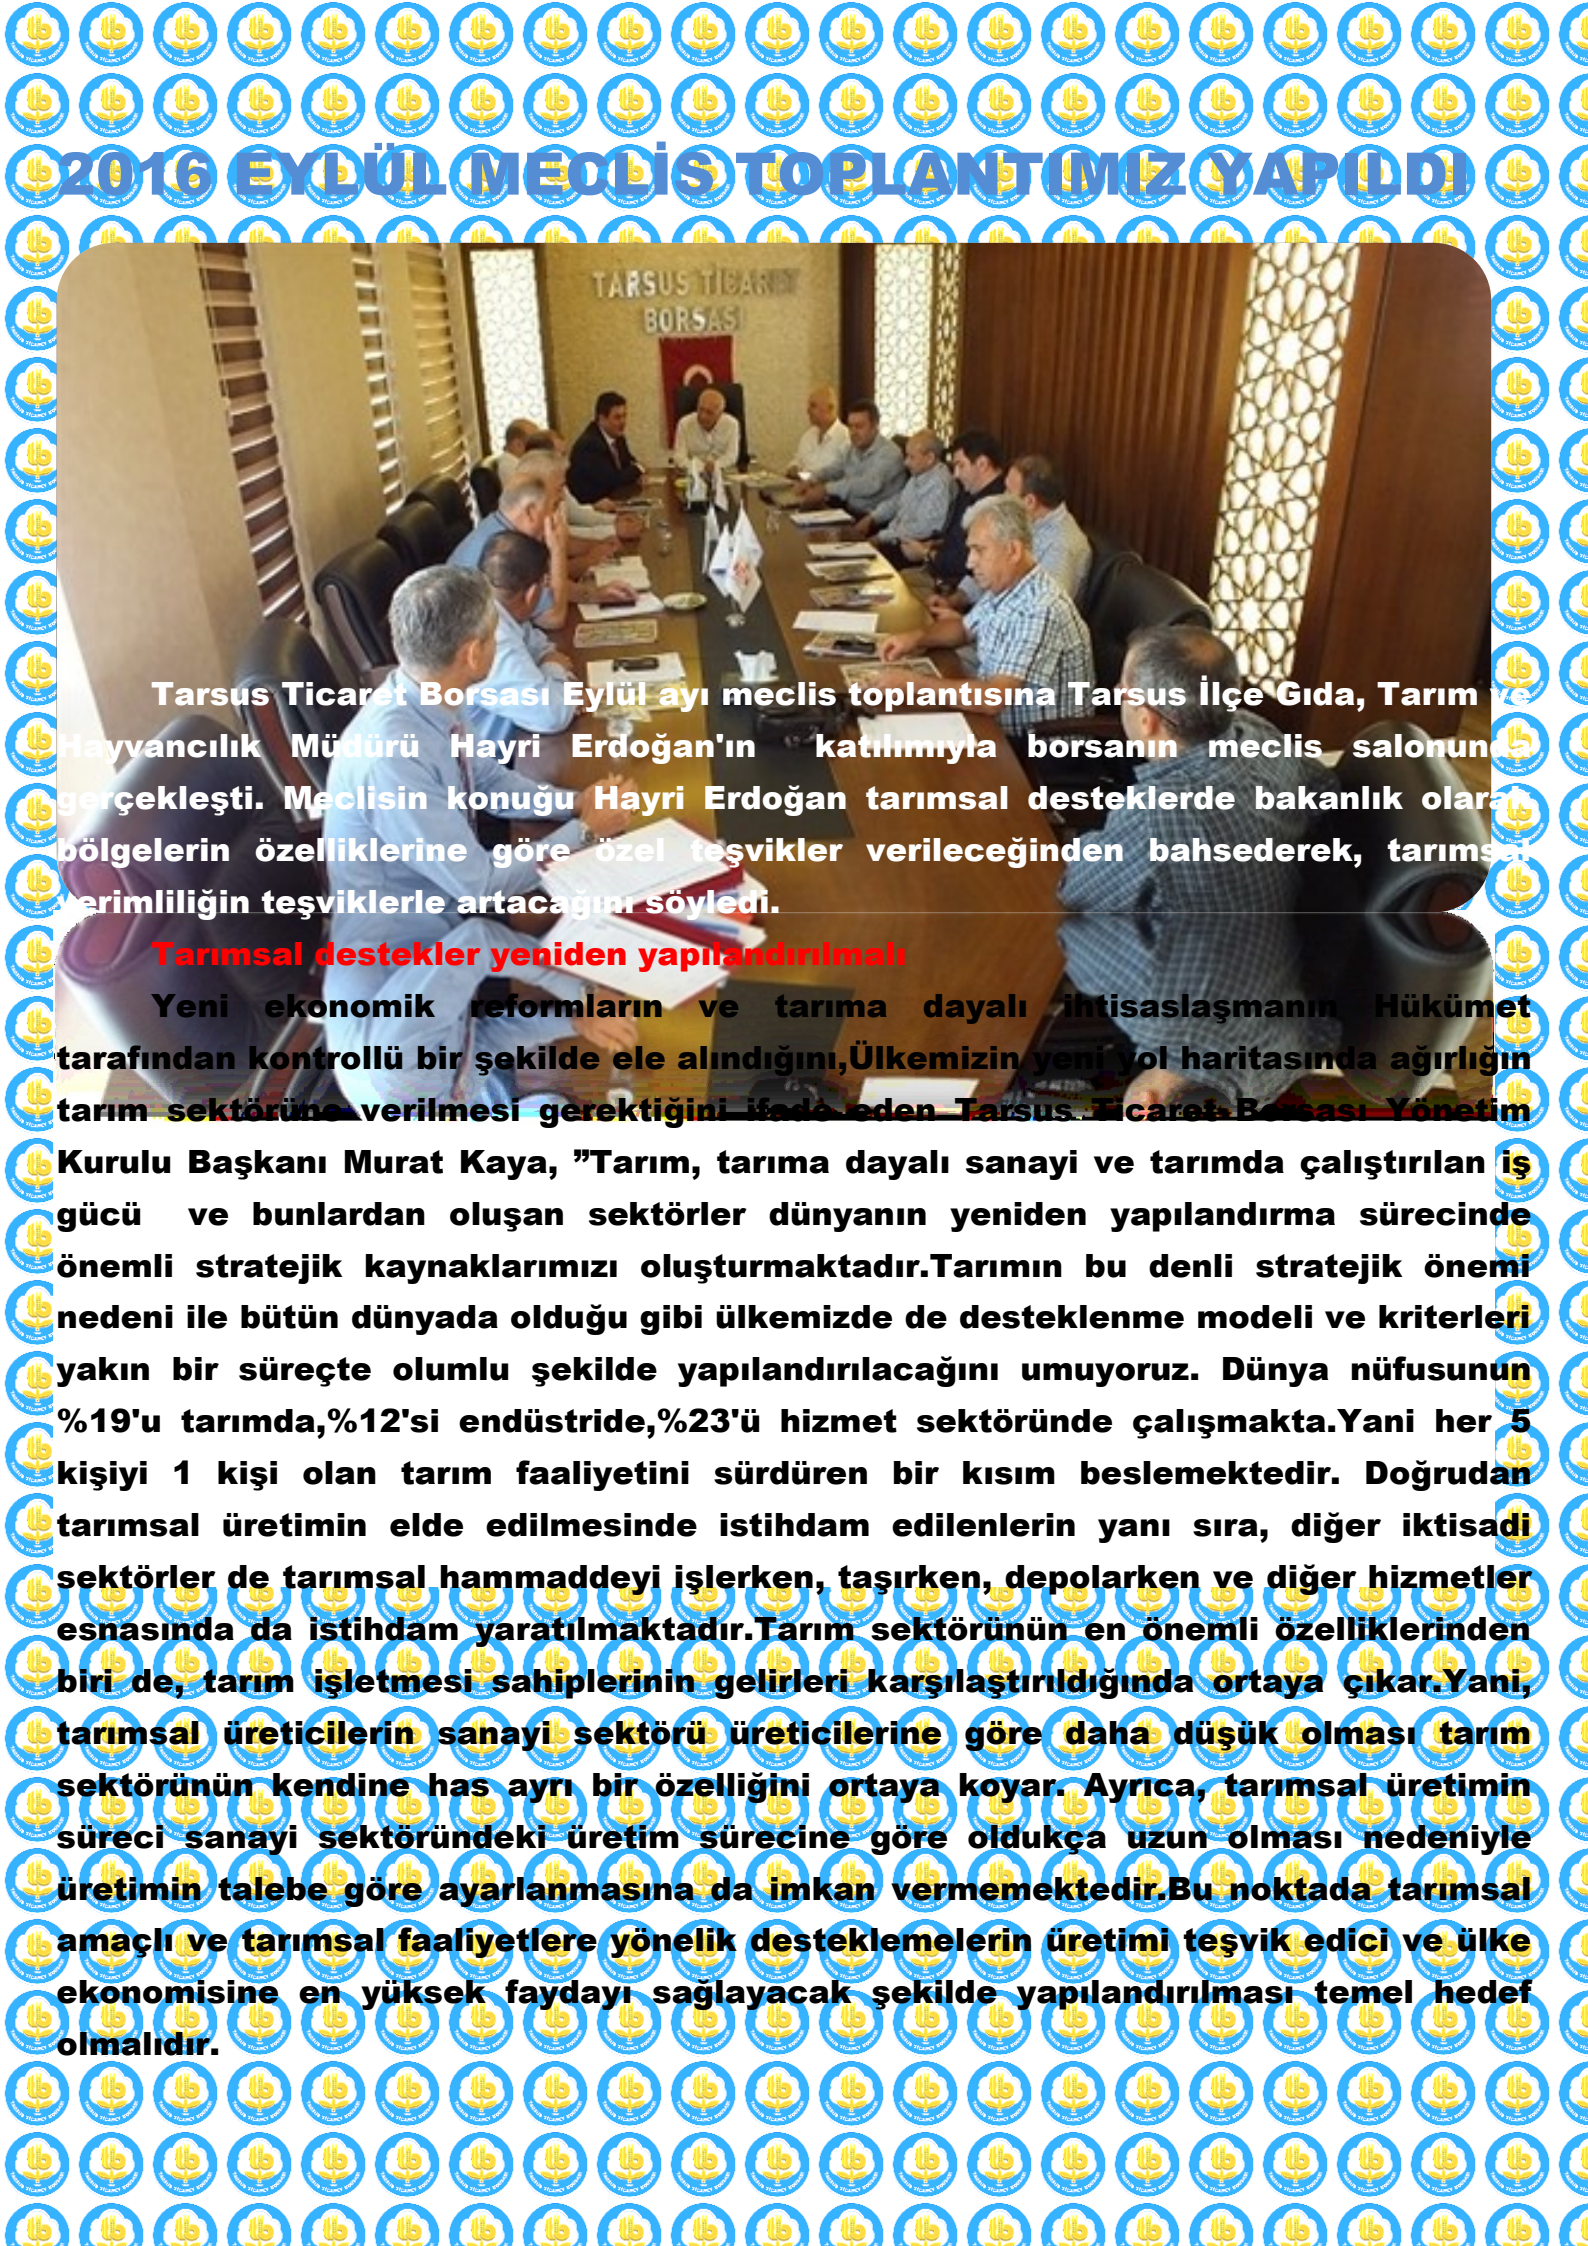 2016 EYLÜL MECLİS TOPLANTIMIZ YAPILDI
TARSUS TİCARET
BORSASI
Tarsus Ticaret Borsası Eylül ayı meclis toplantısına Tarsus İlçe Gıda, Tarım ve
Hayvancılık Müdürü Hayri Erdoğan'ın katılımıyla borsanın meclis salonunda
gerçekleşti. Meclisin konuğu Hayri Erdoğan tarımsal desteklerde bakanlık olarak
bölgelerin özelliklerine göre özel teşvikler verileceğinden bahsederek, tarımsal
verimliliğin teşviklerle artacağını söyledi.
Tarımsal destekler yeniden yapılandırılmalı
Yeni ekonomik reformların ve tarıma dayalı ihtisaslaşmanın Hükümet
tarafından kontrollü bir şekilde ele alındığını,Ülkemizin yeni yol haritasında ağırlığın
tarım sektörüne verilmesi gerektiğini ifade eden Tarsus Ticaret Borsası Yönetim
Kurulu Başkanı Murat Kaya, ”Tarım, tarıma dayalı sanayi ve tarımda çalıştırılan iş
gücü ve bunlardan oluşan sektörler dünyanın yeniden yapılandırma sürecinde
önemli stratejik kaynaklarımızı oluşturmaktadır.Tarımın bu denli stratejik önemi
nedeni ile bütün dünyada olduğu gibi ülkemizde de desteklenme modeli ve kriterleri
yakın bir süreçte olumlu şekilde yapılandırılacağını umuyoruz. Dünya nüfusunun
%19'u tarımda,%12'si endüstride,%23'ü hizmet sektöründe çalışmakta.Yani her 5
kişiyi 1 kişi olan tarım faaliyetini sürdüren bir kısım beslemektedir. Doğrudan
tarımsal üretimin elde edilmesinde istihdam edilenlerin yanı sıra, diğer iktisadi
sektörler de tarımsal hammaddeyi işlerken, taşırken, depolarken ve diğer hizmetler
esnasında da istihdam yaratılmaktadır.Tarım sektörünün en önemli özelliklerinden
biri de, tarım işletmesi sahiplerinin gelirleri karşılaştırıldığında ortaya çıkar.Yani,
tarımsal üreticilerin sanayi sektörü üreticilerine göre daha düşük olması tarım
sektörünün kendine has ayrı bir özelliğini ortaya koyar. Ayrıca, tarımsal üretimin
süreci sanayi sektöründeki üretim sürecine göre oldukça uzun olması nedeniyle
üretimin talebe göre ayarlanmasına da imkan vermemektedir.Bu noktada tarımsal
amaçlı ve tarımsal faaliyetlere yönelik desteklemelerin üretimi teşvik edici ve ülke
ekonomisine en yüksek faydayı sağlayacak şekilde yapılandırılması temel hedef
olmalıdır.